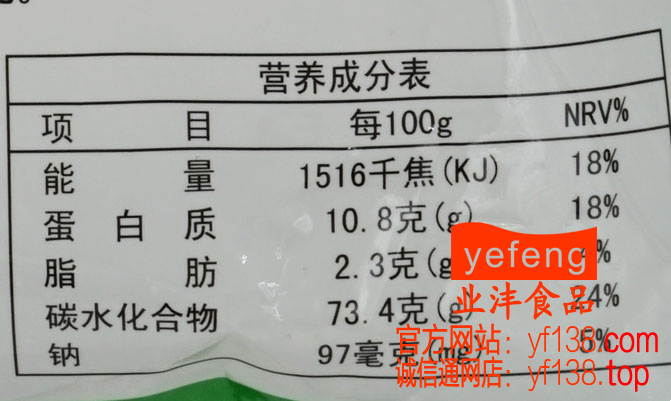 营养成分表
项目 每100g NRV%
能量 1516千焦(KJ) 18%
蛋白质 10.8克(g) 18%
脂肪 2.3克(g
碳水化合物 73.4克(g) 24%
钠 97毫克(mg) 5%
yefeng
业沣食品
官方网站：yf138.com
诚信通网店：yf138.top